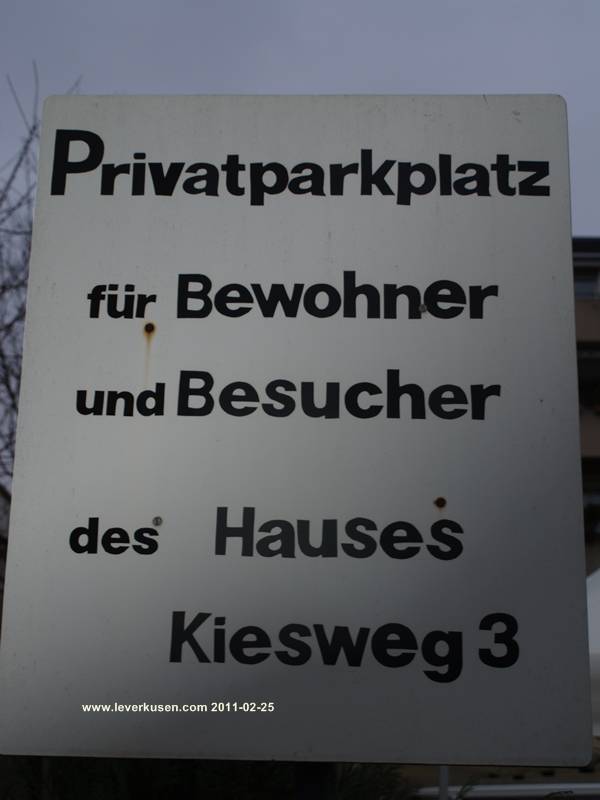 Privatparkplatz
für Bewohner
und Besucher
des Hauses
Kiesweg 3
www.leverkusen.com 2011-02-25